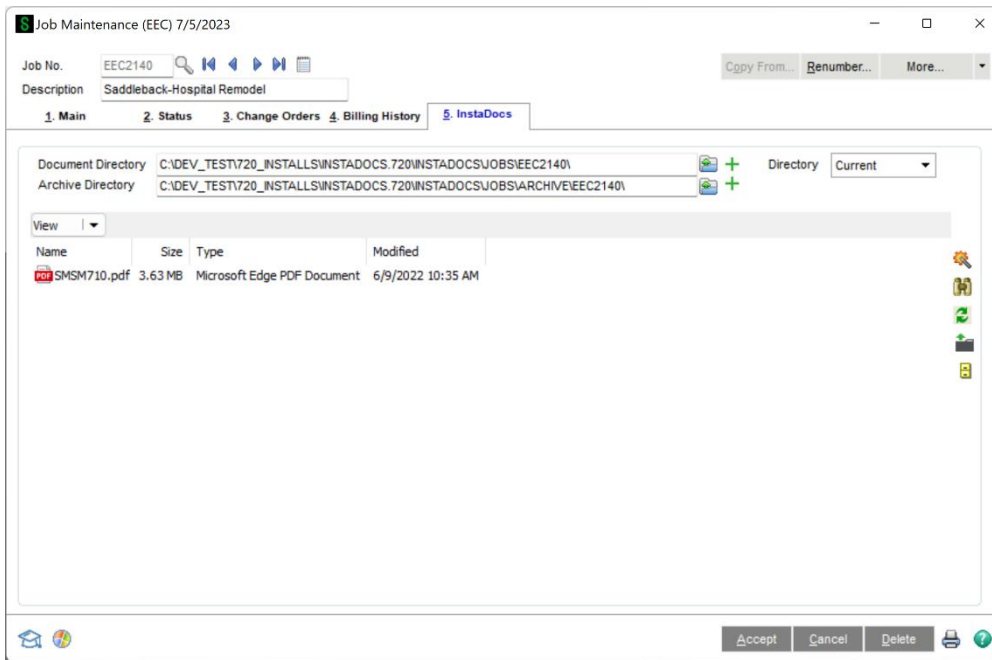 Job Maintenance (EEC) 7/5/2023
Job No. EEC2140 Copy From... Renumber... More...
Description Saddleback-Hospital Remodel
1. Main 2. Status 3. Change Orders 4. Billing History 5. InstaDocs
Document Directory C:\DEV_TEST\720_INSTALLS\INSTADOCS.720\INSTADOCS\JOBS\EEC2140\ Directory Current
Archive Directory C:\DEV_TEST\720_INSTALLS\INSTADOCS.720\INSTADOCS\JOBS\ARCHIVE\EEC2140\
View
Name Size Type Modified
PDF SMSM710.pdf 3.63 MB Microsoft Edge PDF Document 6/9/2022 10:35 AM
Accept Cancel Delete